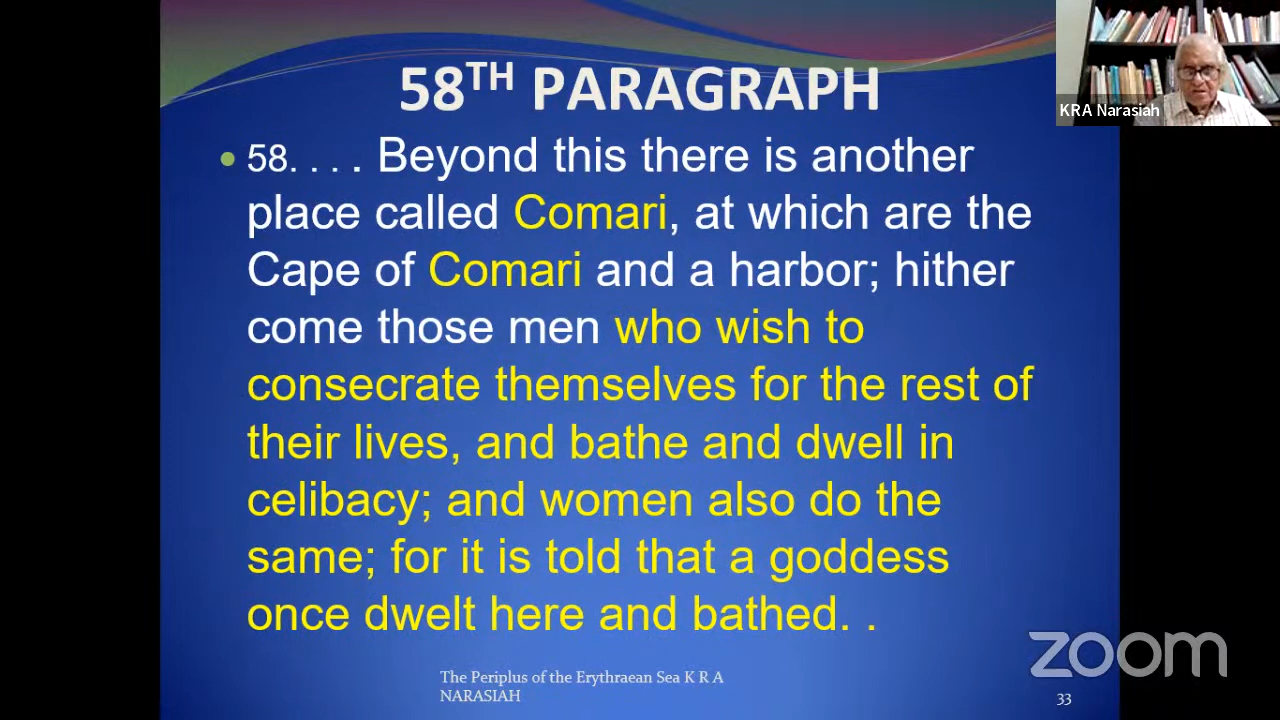 58TH PARAGRAPH
KRA Narasiah
• 58. . . . Beyond this there is another
place called Comari, at which are the
Cape of Comari and a harbor; hither
come those men who wish to
consecrate themselves for the rest of
their lives, and bathe and dwell in
celibacy; and women also do the
same; for it is told that a goddess
once dwelt here and bathed. .
The Periplus of the Erythraean Sea K R A
NARASIAH
zoom
33